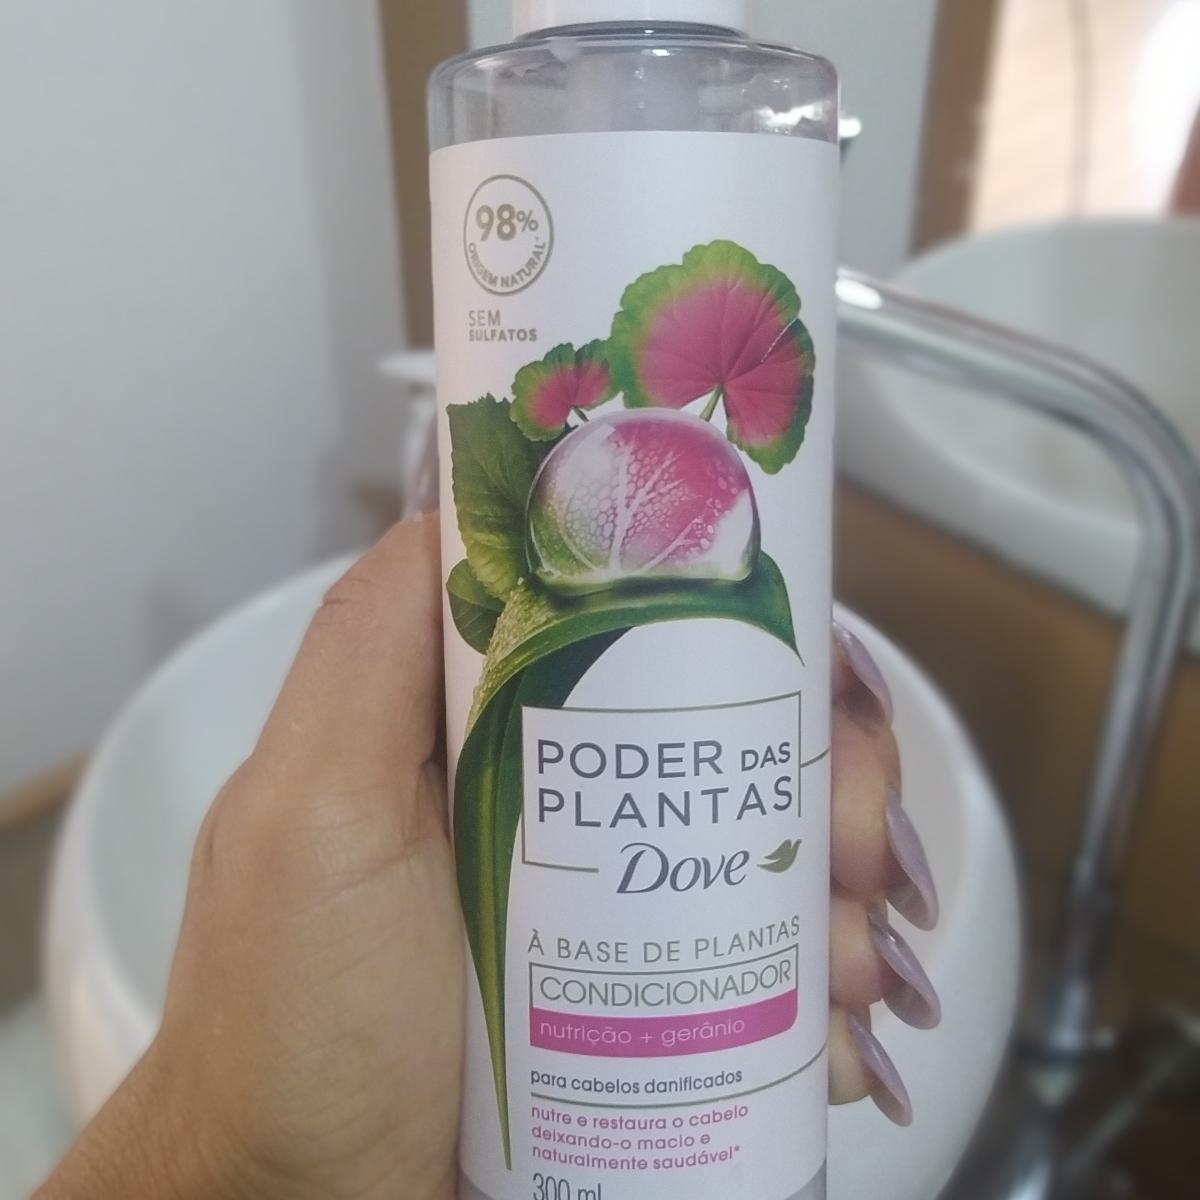 98%
ORIGEM NATURAL*
SEM
SULFATOS
PODER DAS
PLANTAS
Dove
À BASE DE PLANTAS
CONDICIONADOR
nutrição + gerânio
para cabelos danificados
nutre e restaura o cabelo
deixando-o macio e
naturalmente saudável*
300 ml